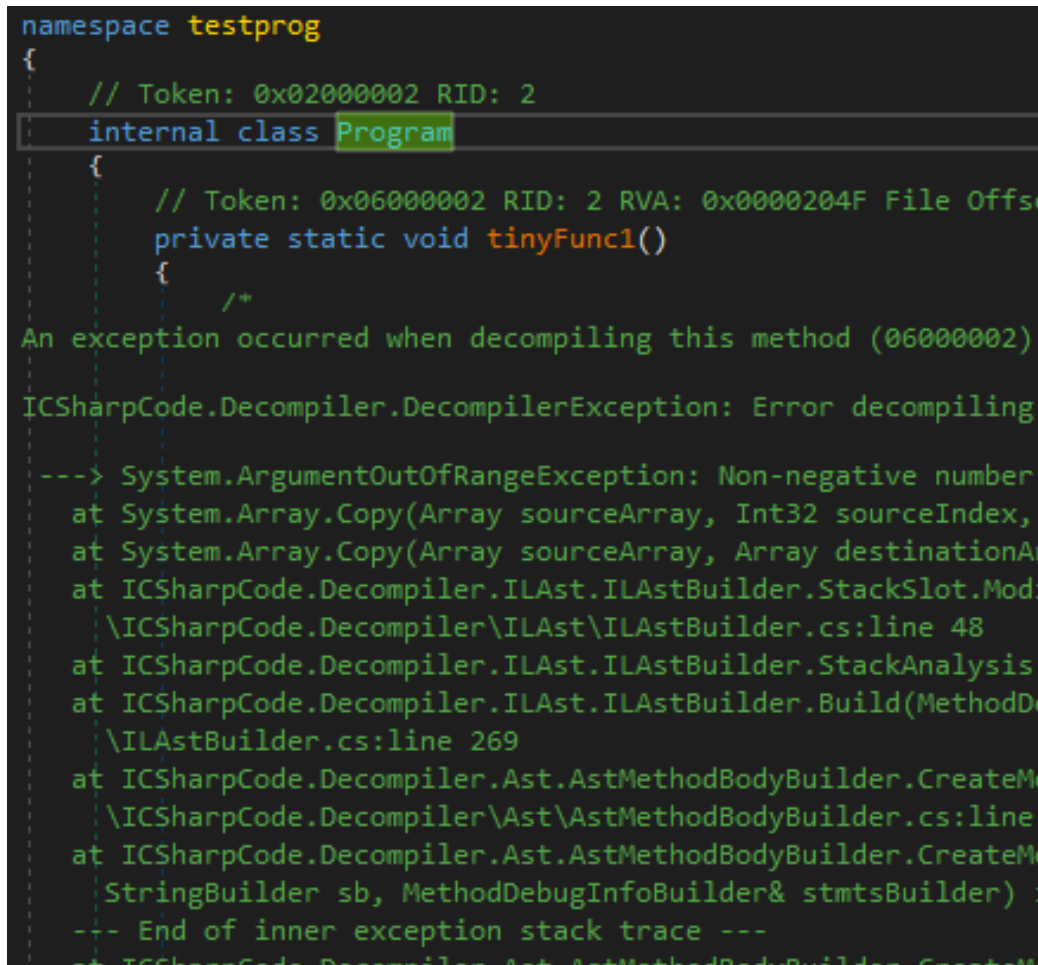 namespace testprog
{
// Token: 0x02000002 RID: 2
internal class Program
{
// Token: 0x06000002 RID: 2 RVA: 0x0000204F File Offs
private static void tinyFunc1()
{
/*
An exception occurred when decompiling this method (06000002)
ICSharpCode.Decompiler.DecompilerException: Error decompiling
---> System.ArgumentOutOfRangeException: Non-negative number
at System.Array.Copy(Array sourceArray, Int32 sourceIndex,
at System.Array.Copy(Array sourceArray, Array destinationA
at ICSharpCode.Decompiler.ILAst.ILAstBuilder.StackSlot.Mod
\ICSharpCode.Decompiler\ILAst\ILAstBuilder.cs:line 48
at ICSharpCode.Decompiler.ILAst.ILAstBuilder.StackAnalysis
at ICSharpCode.Decompiler.ILAst.ILAstBuilder.Build(MethodD
\ILAstBuilder.cs:line 269
at ICSharpCode.Decompiler.Ast.AstMethodBodyBuilder.CreateM
\ICSharpCode.Decompiler\Ast\AstMethodBodyBuilder.cs:line
at ICSharpCode.Decompiler.Ast.AstMethodBodyBuilder.CreateM
StringBuilder sb, MethodDebugInfoBuilder& stmtsBuilder)
--- End of inner exception stack trace ---